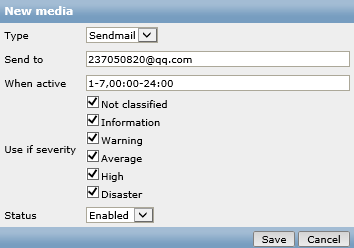 New media
Type Sendmail
Send to 237050820@qq.com
When active 1-7,00:00-24:00
Not classified
Information
Use if severity Warning
Average
High
Disaster
Status Enabled
Save Cancel